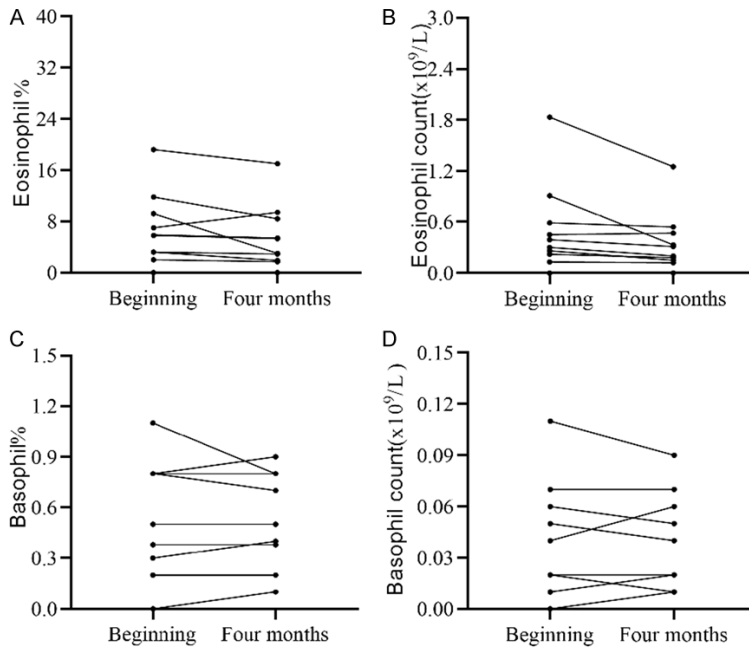 A
Eosinophil%
40
32
24
16
8
0
Beginning Four months
B
Eosinophil count(x10⁹/L)
3.0
2.4
1.8
1.2
0.6
0.0
Beginning Four months
C
Basophil%
1.5
1.2
0.9
0.6
0.3
0.0
Beginning Four months
D
Basophil count(x10⁹/L )
0.15
0.12
0.09
0.06
0.03
0.00
Beginning Four months